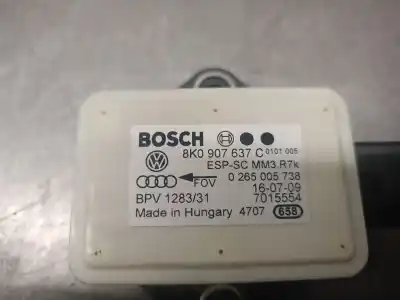 BOSCH
8K0 907 637 C 0101 005
ESP-SC MM3.R7k
FOV 0 265 005 738
16-07-09
BPV 1283/31 7015554
Made in Hungary 4707 658